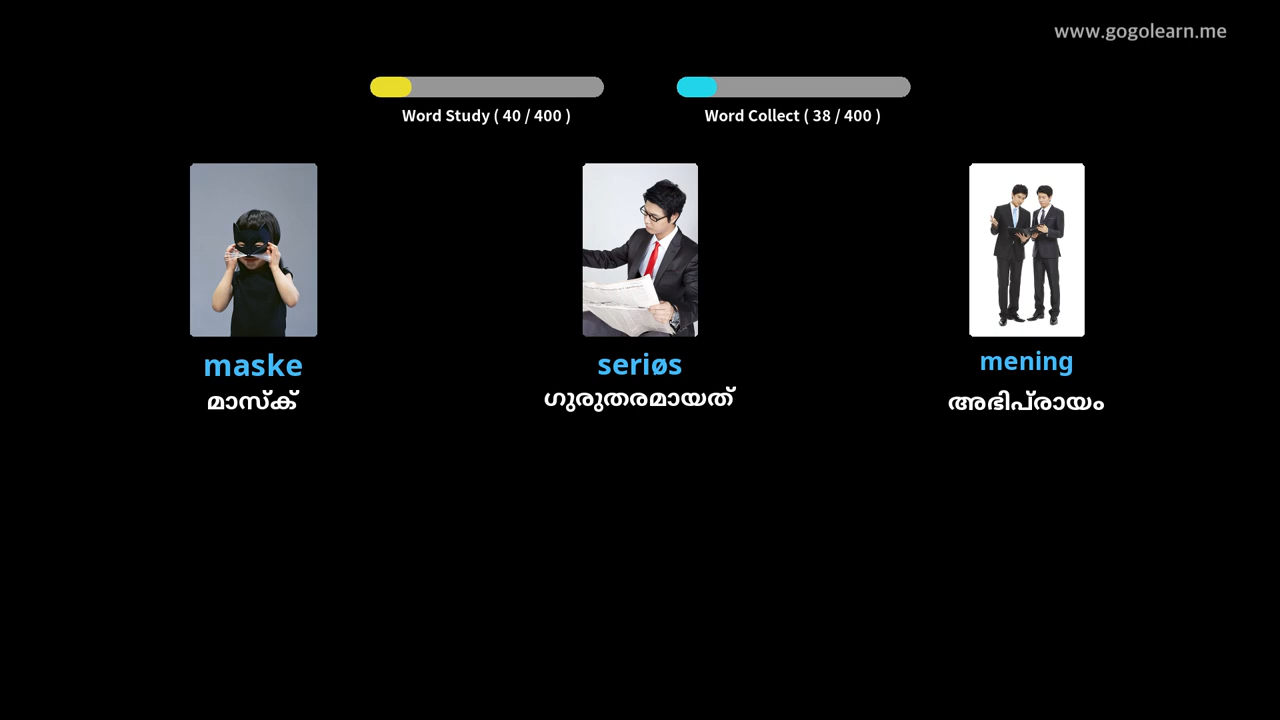 www.gogolearn.me
Word Study ( 40 / 400 )
Word Collect ( 38 / 400 )
maske
മാസ്ക്
seriøs
ഗുരുതരമായത്
mening
അഭിപ്രായം